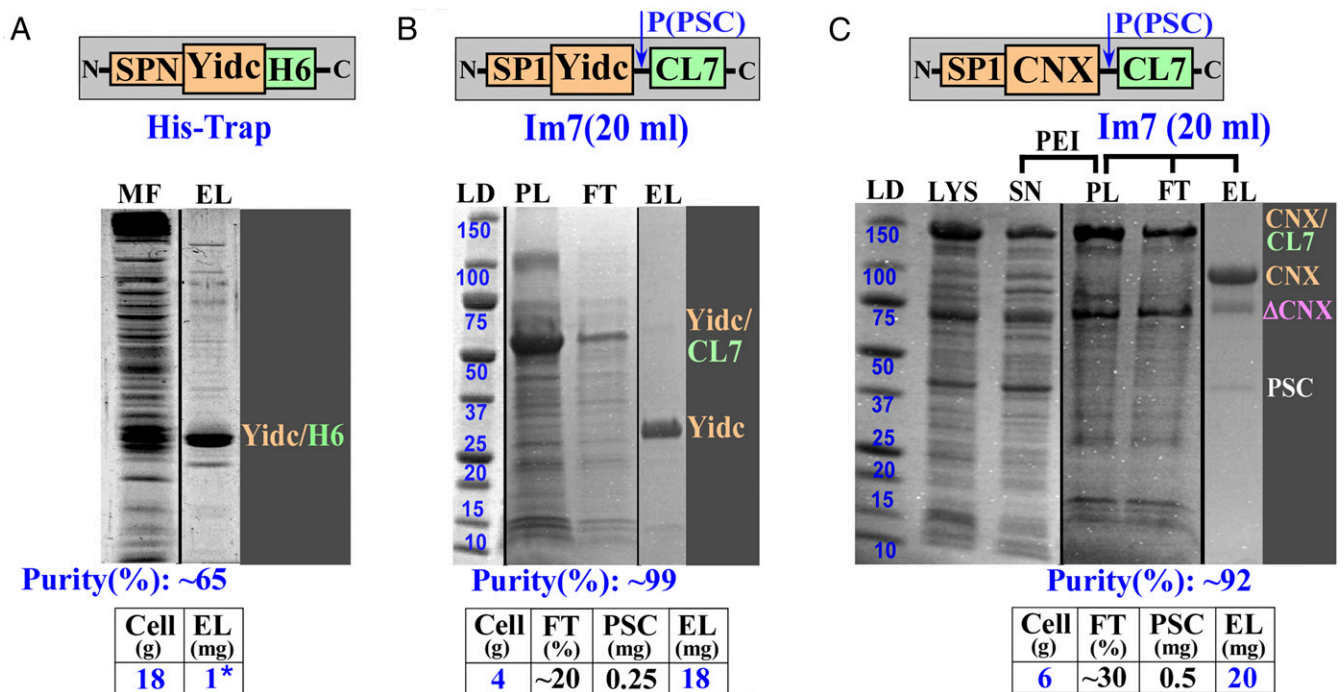 A
N- SPN Yidc H6 -C
His-Trap
MF EL
Yidc/H6
Purity(%): ~65
Cell (g) EL (mg)
18 1*
B
P(PSC)
N- SP1 Yidc CL7 -C
Im7(20 ml)
LD PL FT EL
150
100
75
50
37
25
20
15
10
Yidc/
CL7
Yidc
Purity(%): ~99
Cell (g) FT (%) PSC (mg) EL (mg)
4 ~20 0.25 18
C
P(PSC)
N- SP1 CNX CL7 -C
Im7 (20 ml)
PEI
LD LYS SN PL FT EL
150
100
75
50
37
25
20
15
10
CNX/
CL7
CNX
ΔCNX
PSC
Purity(%): ~92
Cell (g) FT (%) PSC (mg) EL (mg)
6 ~30 0.5 20